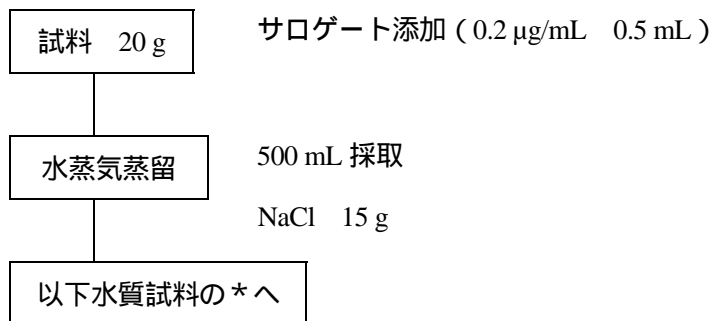 試料 20 g
サロゲート添加（0.2 μg/mL 0.5 mL）
水蒸気蒸留
500 mL 採取
NaCl 15 g
以下水質試料の＊へ